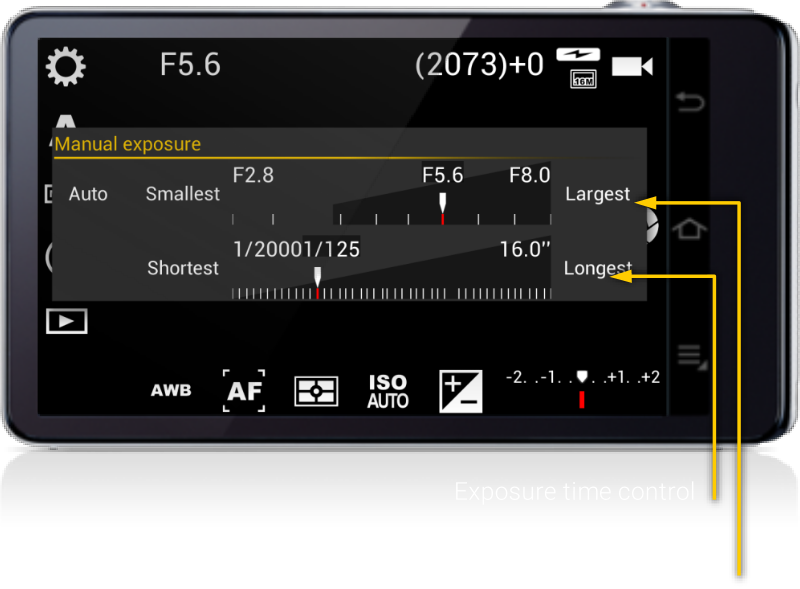 F5.6 (2073)+0
16M
A
Manual exposure
F2.8 F5.6 F8.0
Auto Smallest Largest
1/2000 1/125 16.0''
Shortest Longest
AWB AF ISO AUTO
-2. .-1. . . .+1. .+2
Exposure time control